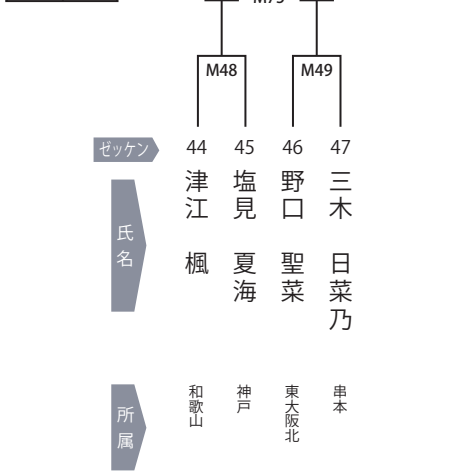 M48 M49
ゼッケン 44 45 46 47
氏名
津江 楓
塩見 夏海
野口 聖菜
三木 日菜乃
所属
和歌山
神戸
東大阪北
串本